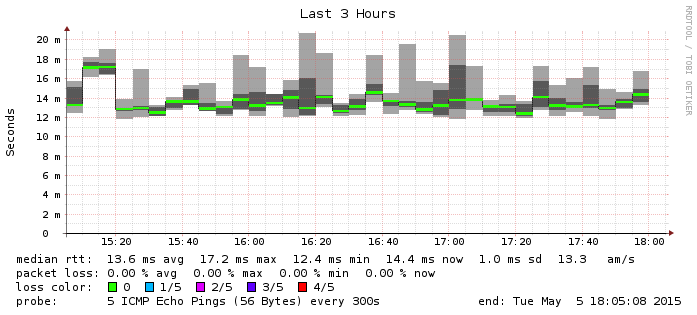 Last 3 Hours
RRDTOOL / TOBI OETIKER
Seconds
20 m
18 m
16 m
14 m
12 m
10 m
8 m
6 m
4 m
2 m
0
15:20 15:40 16:00 16:20 16:40 17:00 17:20 17:40 18:00
median rtt: 13.6 ms avg 17.2 ms max 12.4 ms min 14.4 ms now 1.0 ms sd 13.3 am/s
packet loss: 0.00 % avg 0.00 % max 0.00 % min 0.00 % now
loss color: 0 1/5 2/5 3/5 4/5
probe: 5 ICMP Echo Pings (56 Bytes) every 300s end: Tue May 5 18:05:08 2015